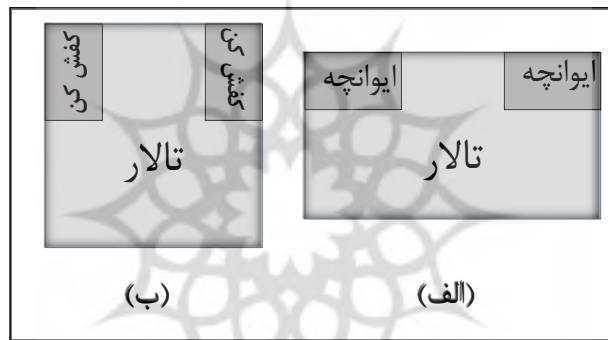 ایوانچه
ایوانچه
تالار
(الف)
کفش کن
کفش کن
تالار
(ب)